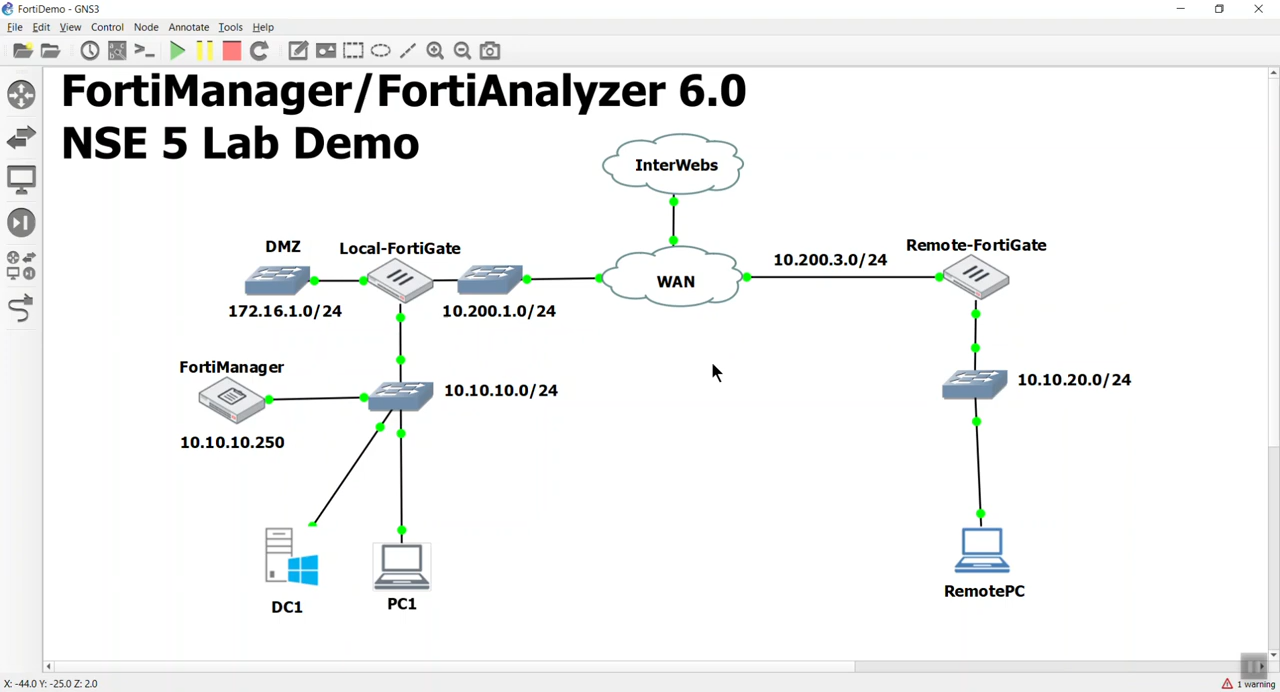 FortiDemo - GNS3
File Edit View Control Node Annotate Tools Help
FortiManager/FortiAnalyzer 6.0
NSE 5 Lab Demo
InterWebs
DMZ
Local-FortiGate
WAN
10.200.3.0/24
Remote-FortiGate
172.16.1.0/24
10.200.1.0/24
FortiManager
10.10.10.0/24
10.10.20.0/24
10.10.10.250
DC1
PC1
RemotePC
X: -44.0 Y: -25.0 Z: 2.0
1 warning